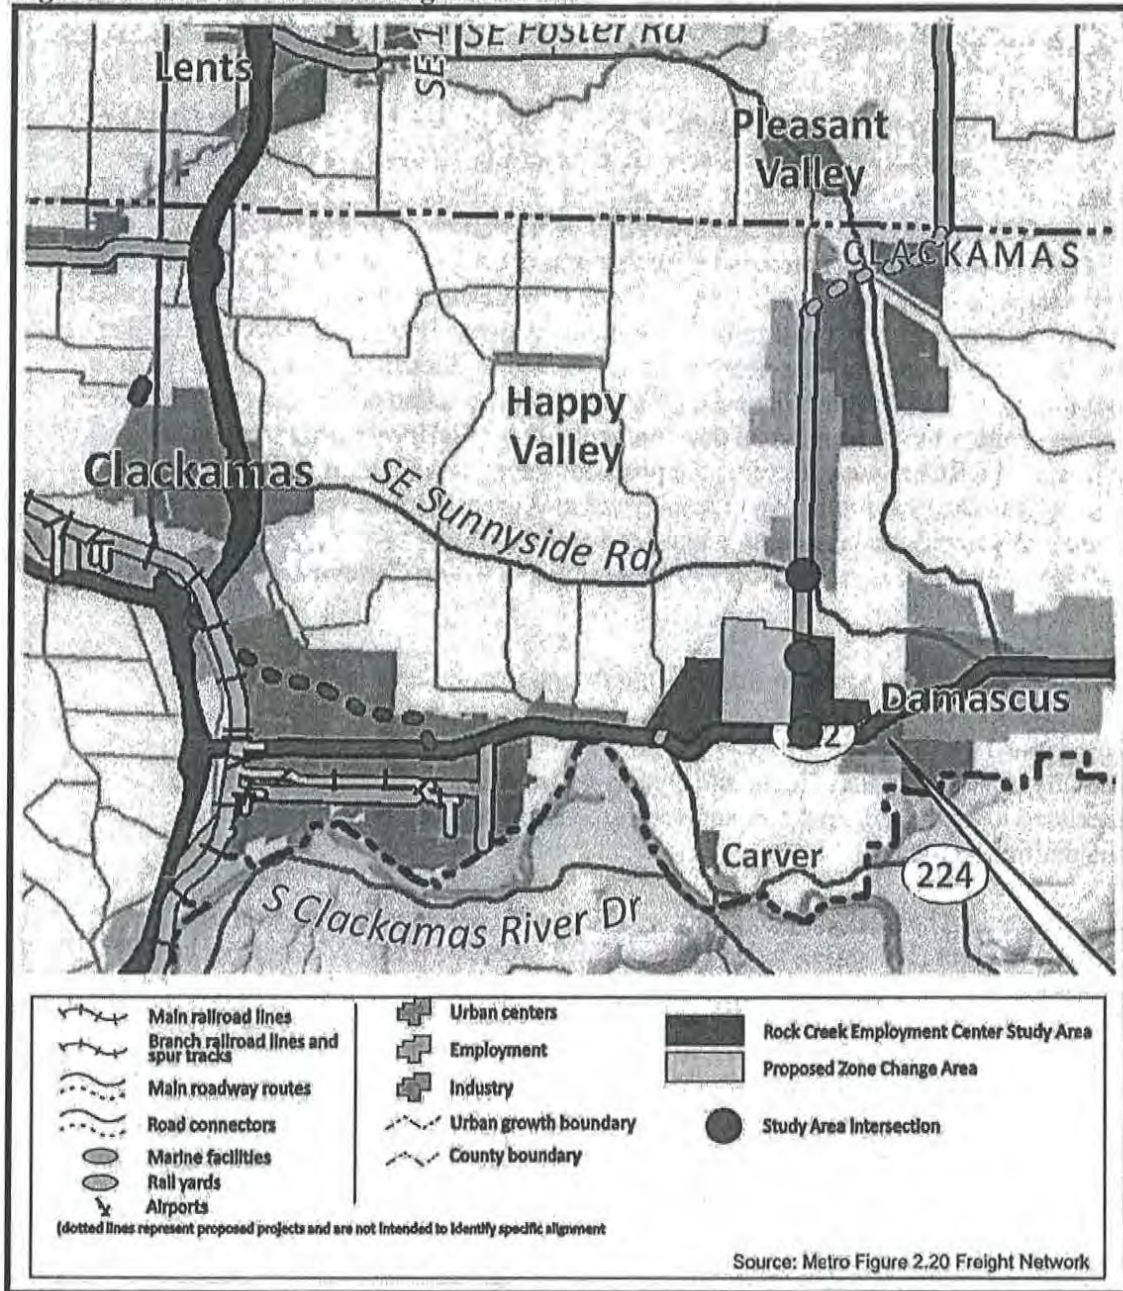 SE Foster Rd
Lents
SE 1
Pleasant
Valley
CLACKAMAS
Happy
Valley
Clackamas
SE Sunnyside Rd
Damascus
Carver
224
S Clackamas River Dr
Main railroad lines
Branch railroad lines and
spur tracks
Main roadway routes
Road connectors
Marine facilities
Rail yards
Airports
Urban centers
Employment
Industry
Urban growth boundary
County boundary
Rock Creek Employment Center Study Area
Proposed Zone Change Area
Study Area Intersection
(dotted lines represent proposed projects and are not intended to identify specific alignment
Source: Metro Figure 2.20 Freight Network